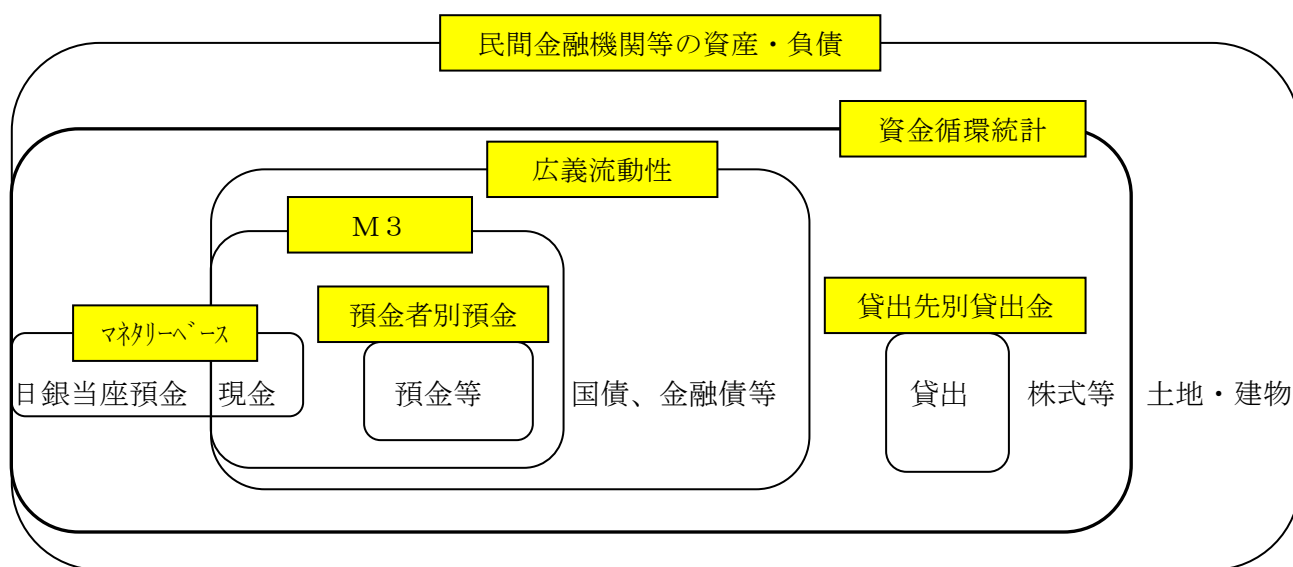 民間金融機関等の資産・負債
資金循環統計
広義流動性
M3
預金者別預金
貸出先別貸出金
マネタリーベース
日銀当座預金 現金 預金等 国債、金融債等 貸出 株式等 土地・建物